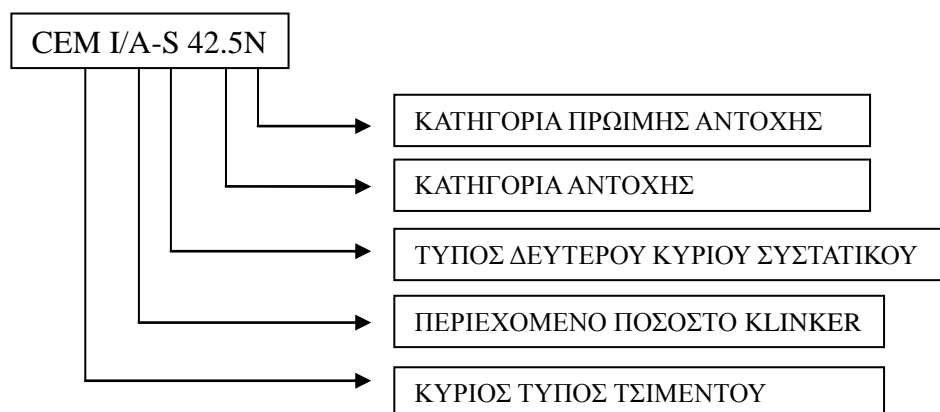 CEM I/A-S 42.5N
ΚΑΤΗΓΟΡΙΑ ΠΡΩΙΜΗΣ ΑΝΤΟΧΗΣ
ΚΑΤΗΓΟΡΙΑ ΑΝΤΟΧΗΣ
ΤΥΠΟΣ ΔΕΥΤΕΡΟΥ ΚΥΡΙΟΥ ΣΥΣΤΑΤΙΚΟΥ
ΠΕΡΙΕΧΟΜΕΝΟ ΠΟΣΟΣΤΟ KLINKER
ΚΥΡΙΟΣ ΤΥΠΟΣ ΤΣΙΜΕΝΤΟΥ